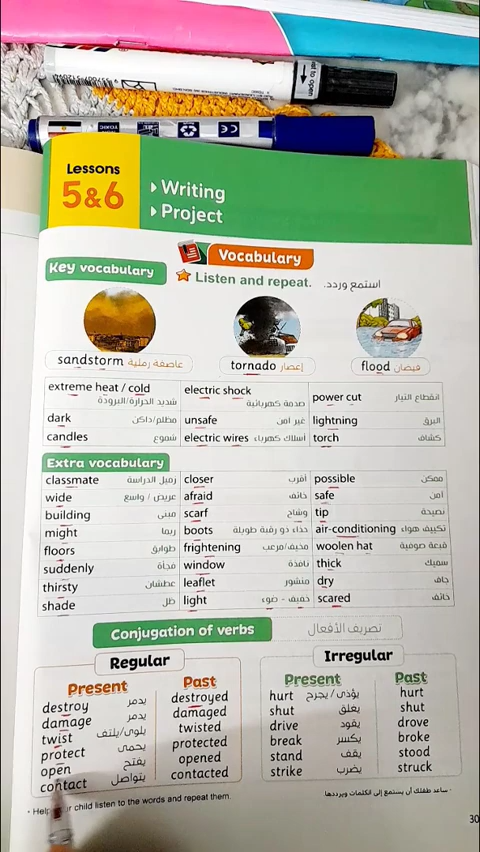 Lessons
5&6
Writing
Project
Vocabulary
Key vocabulary
Listen and repeat. استمع وردد.
sandstorm عاصفة رملية
tornado إعصار
flood فيضان
extreme heat / cold شديد الحرارة/البرودة
electric shock صدمة كهربائية
power cut انقطاع التيار
dark مظلم/داكن
unsafe غير آمن
lightning البرق
candles شموع
electric wires أسلاك كهرباء
torch كشاف
Extra vocabulary
classmate زميل الدراسة
closer أقرب
possible ممكن
wide عريض / واسع
afraid خائف
safe آمن
building مبنى
scarf وشاح
tip نصيحة
might ربما
boots حذاء ذو رقبة طويلة
air-conditioning تكييف هواء
floors طوابق
frightening مخيف/مرعب
woolen hat قبعة صوفية
suddenly فجأة
window نافذة
thick سميك
thirsty عطشان
leaflet منشور
dry جاف
shade ظل
light خفيف - ضوء
scared خائف
Conjugation of verbs تصريف الأفعال
Regular
Present Past
destroy يدمر destroyed
damage يدمر damaged
twist يلوى/يلتف twisted
protect يحمى protected
open يفتح opened
contact يتواصل contacted
Irregular
Present Past
hurt يؤذى / يجرح hurt
shut يغلق shut
drive يقود drove
break يكسر broke
stand يقف stood
strike يضرب struck
child listen to the words and repeat them.
ساعد طفلك أن يستمع إلى الكلمات ويرددها
30